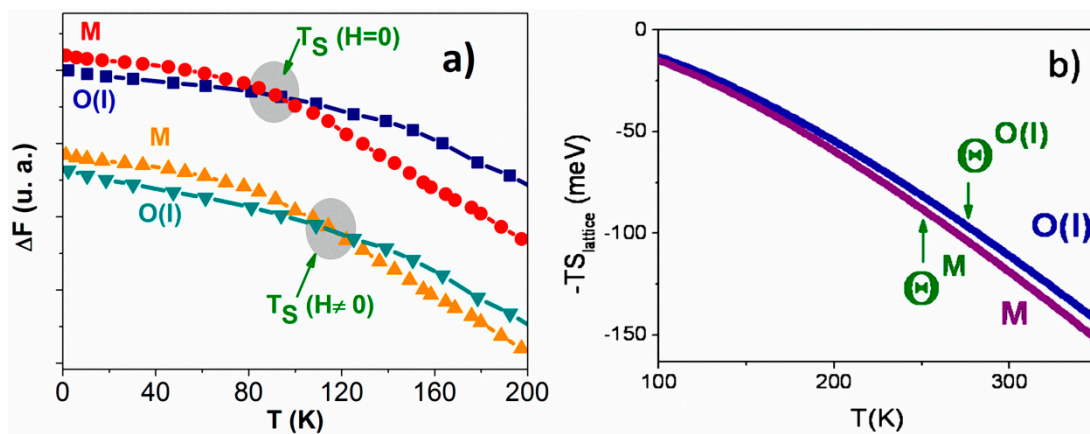 M
T_S (H=0)
a)
O(I)
M
O(I)
T_S (H≠ 0)
ΔF (u. a.)
0 40 80 120 160 200
T (K)
0
-50
-100
-150
-TS_lattice (meV)
b)
Θ^O(I)
O(I)
Θ^M
M
100 200 300
T(K)